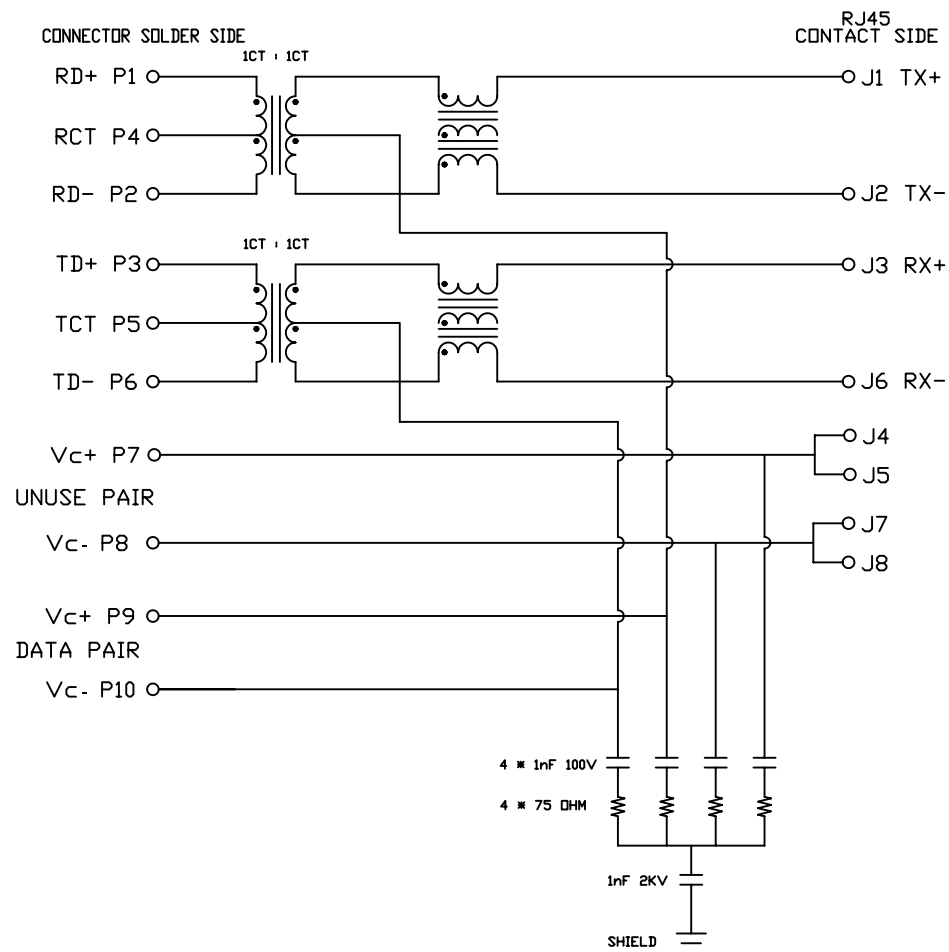 CONNECTOR SOLDER SIDE
RJ45
CONTACT SIDE
1CT : 1CT
RD+ P1
J1 TX+
RCT P4
RD- P2
J2 TX-
1CT : 1CT
TD+ P3
J3 RX+
TCT P5
TD- P6
J6 RX-
J4
Vc+ P7
J5
UNUSE PAIR
J7
Vc- P8
J8
Vc+ P9
DATA PAIR
Vc- P10
4 * 1nF 100V
4 * 75 OHM
1nF 2KV
SHIELD